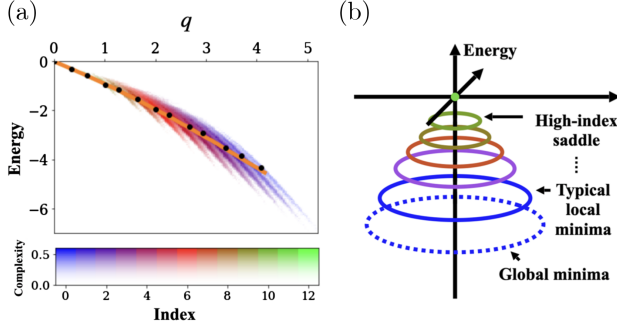 (a)
q
0 1 2 3 4 5
Energy
0
−2
−4
−6
Complexity
0.5
0.0
0 2 4 6 8 10 12
Index
(b)
Energy
High-index
saddle
Typical
local
minima
Global minima